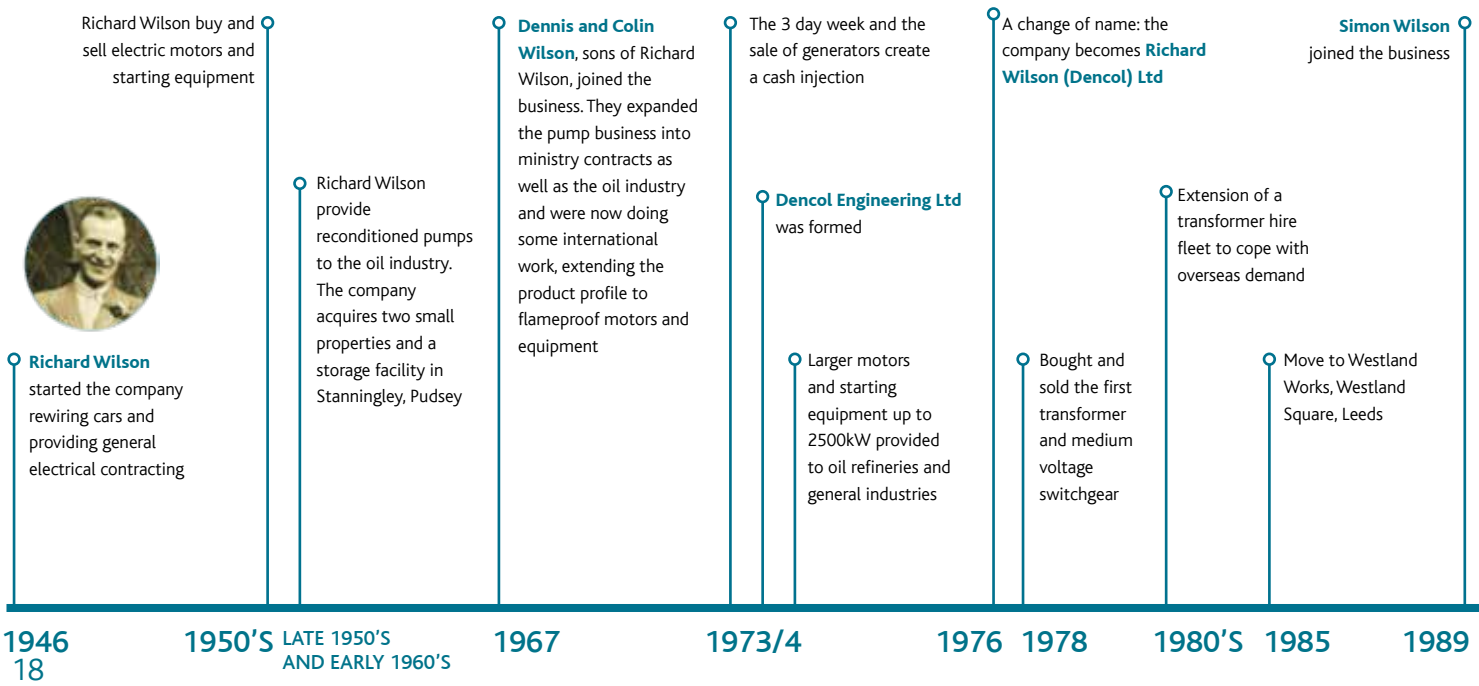 Richard Wilson buy and
sell electric motors and
starting equipment
Dennis and Colin
Wilson, sons of Richard
Wilson, joined the
business. They expanded
the pump business into
ministry contracts as
well as the oil industry
and were now doing
some international
work, extending the
product profile to
flameproof motors and
equipment
The 3 day week and the
sale of generators create
a cash injection
A change of name: the
company becomes Richard
Wilson (Dencol) Ltd
Simon Wilson
joined the business
Richard Wilson
provide
reconditioned pumps
to the oil industry.
The company
acquires two small
properties and a
storage facility in
Stanningley, Pudsey
Dencol Engineering Ltd
was formed
Extension of a
transformer hire
fleet to cope with
overseas demand
Richard Wilson
started the company
rewiring cars and
providing general
electrical contracting
Larger motors
and starting
equipment up to
2500kW provided
to oil refineries and
general industries
Bought and
sold the first
transformer
and medium
voltage
switchgear
Move to Westland
Works, Westland
Square, Leeds
1946
1950'S
LATE 1950'S
AND EARLY 1960'S
1967
1973/4
1976
1978
1980'S
1985
1989
18